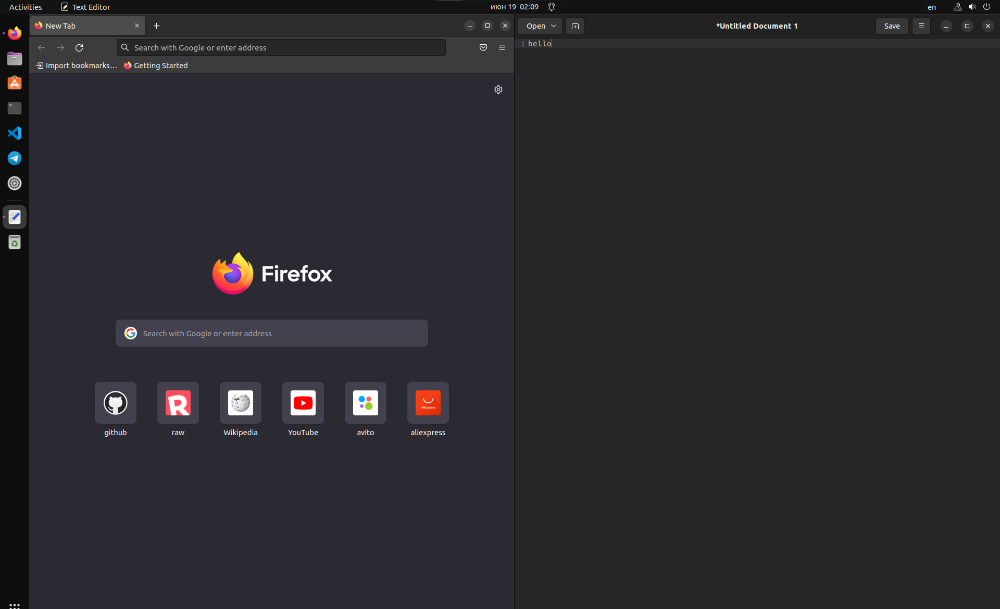 Activities
Text Editor
июн 19 02:09
en
New Tab
Search with Google or enter address
Import bookmarks…
Getting Started
Firefox
Search with Google or enter address
github
raw
Wikipedia
YouTube
avito
AliExpress
aliexpress
Open
*Untitled Document 1
Save
1 hello